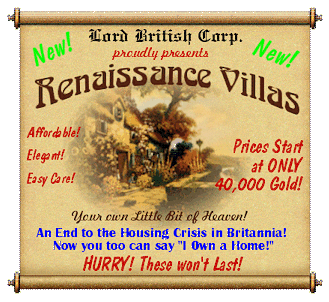 Lord British Corp.
New!
proudly presents
New!
Renaissance Villas
Affordable!
Elegant!
Easy Care!
Prices Start
at ONLY
40,000 Gold!
Your own Little Bit of Heaven!
An End to the Housing Crisis in Britannia!
Now you too can say "I Own a Home!"
HURRY! These won't Last!